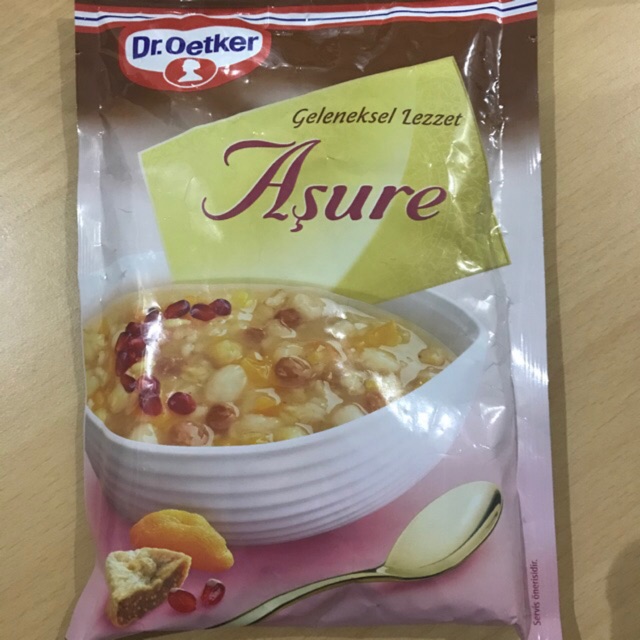 Dr.Oetker
Geleneksel Lezzet
Aşure
Servis önerisidir.